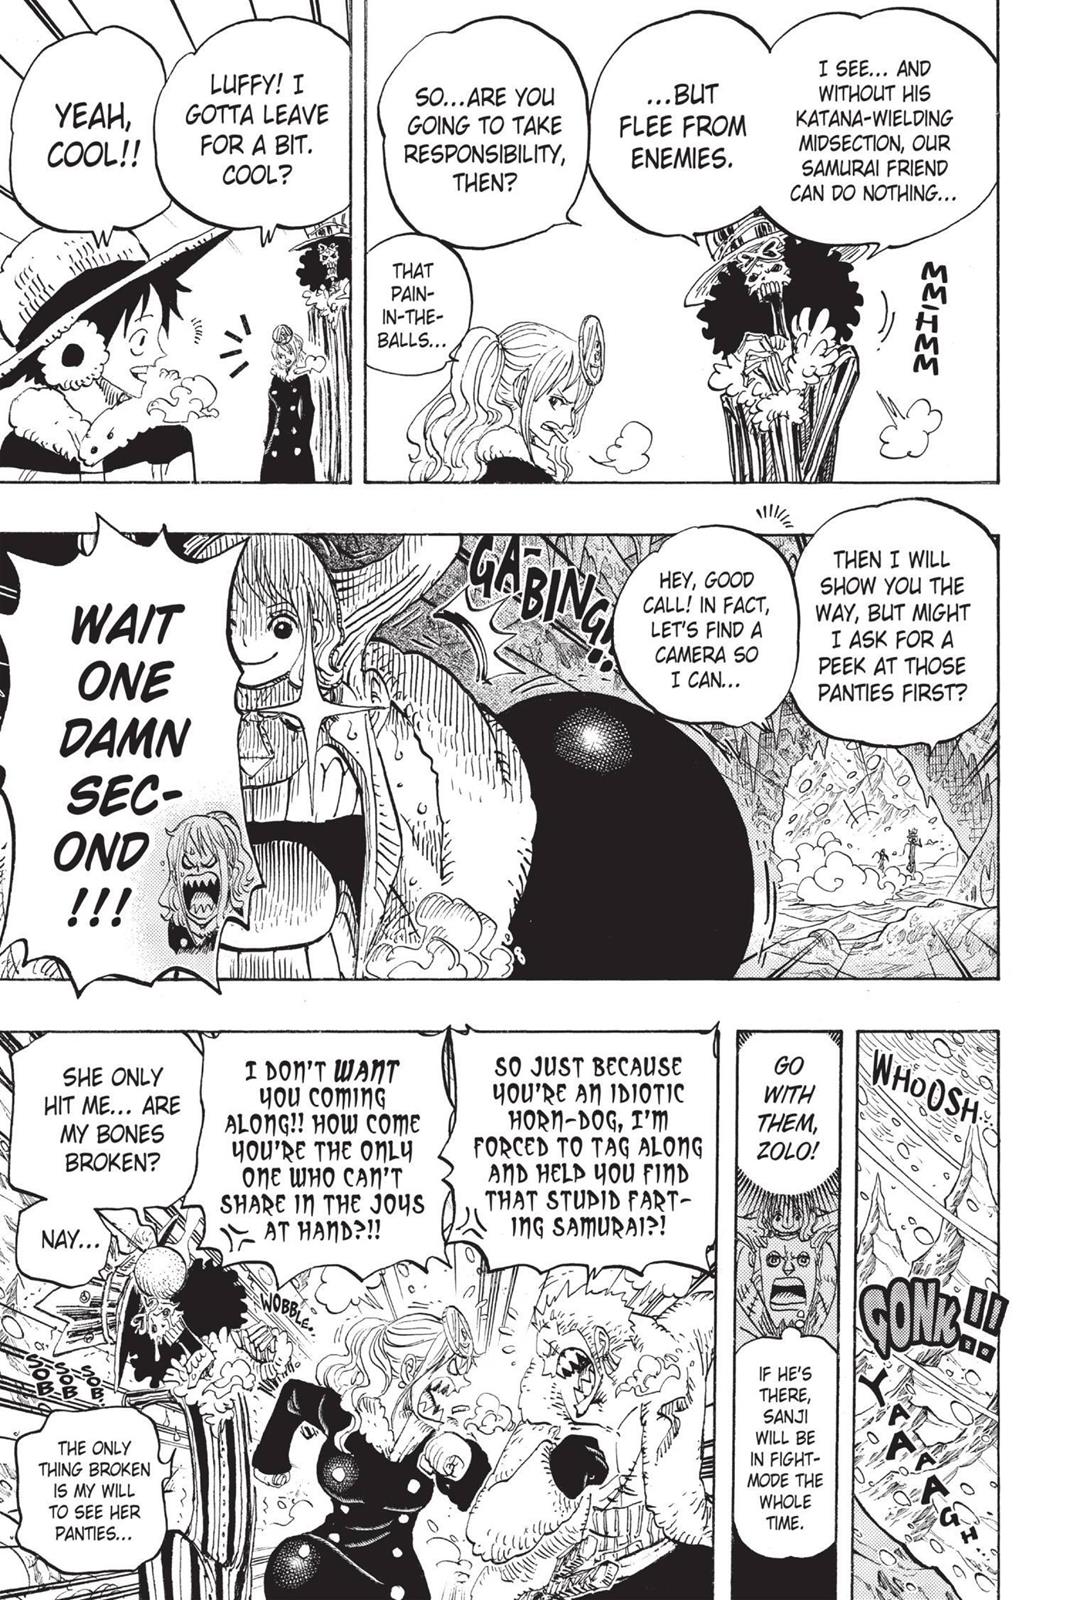 I SEE... AND
WITHOUT HIS
KATANA-WIELDING
MIDSECTION, OUR
SAMURAI FRIEND
CAN DO NOTHING...
...BUT
FLEE FROM
ENEMIES.
MM-HMM
SO...ARE YOU
GOING TO TAKE
RESPONSIBILITY,
THEN?
THAT
PAIN-
IN-THE-
BALLS...
LUFFY! I
GOTTA LEAVE
FOR A BIT.
COOL?
YEAH,
COOL!!
THEN I WILL
SHOW YOU THE
WAY, BUT MIGHT
I ASK FOR A
PEEK AT THOSE
PANTIES FIRST?
HEY, GOOD
CALL! IN FACT,
LET'S FIND A
CAMERA SO
I CAN...
GA-
BING!!
WAIT
ONE
DAMN
SEC-
OND
!!!
WHOOSH...
GONK!!
YAAAAGH
GO
WITH
THEM,
ZOLO!
IF HE'S
THERE,
SANJI
WILL BE
IN FIGHT-
MODE THE
WHOLE
TIME.
SO JUST BECAUSE
YOU'RE AN IDIOTIC
HORN-DOG, I'M
FORCED TO TAG ALONG
AND HELP YOU FIND
THAT STUPID FART-
ING SAMURAI?!
I DON'T WANT
YOU COMING
ALONG!! HOW COME
YOU'RE THE ONLY
ONE WHO CAN'T
SHARE IN THE JOYS
AT HAND?!!
SHE ONLY
HIT ME... ARE
MY BONES
BROKEN?
NAY...
WOBBLE..
SOB
SOB
SOB
THE ONLY
THING BROKEN
IS MY WILL
TO SEE HER
PANTIES...